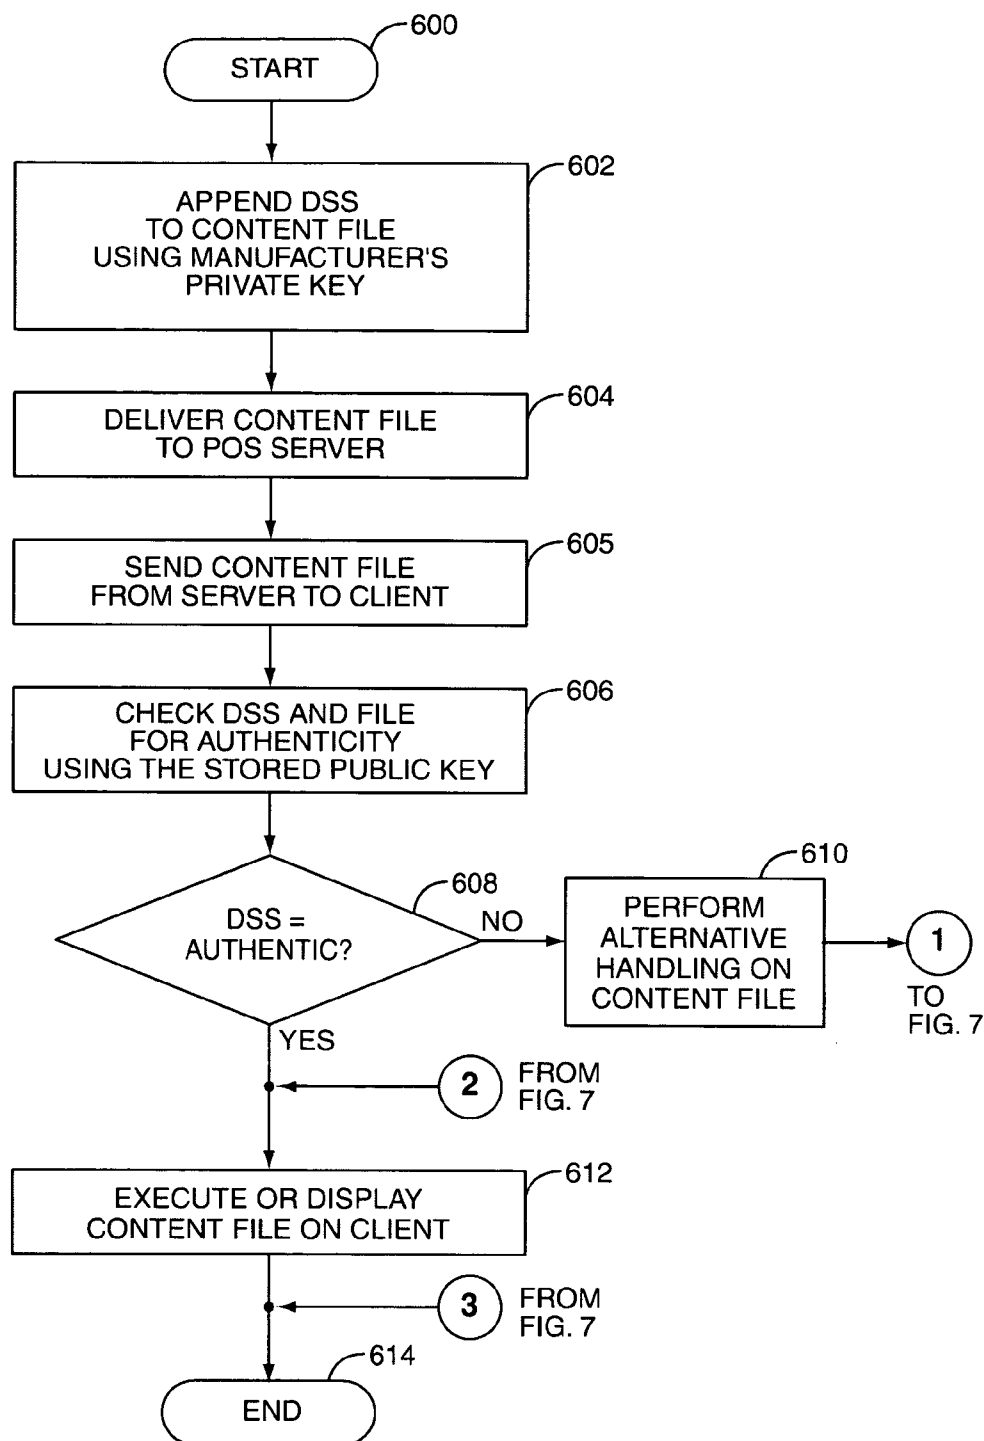 600
START
602
APPEND DSS
TO CONTENT FILE
USING MANUFACTURER'S
PRIVATE KEY
604
DELIVER CONTENT FILE
TO POS SERVER
605
SEND CONTENT FILE
FROM SERVER TO CLIENT
606
CHECK DSS AND FILE
FOR AUTHENTICITY
USING THE STORED PUBLIC KEY
608
DSS =
AUTHENTIC?
NO
610
PERFORM
ALTERNATIVE
HANDLING ON
CONTENT FILE
1
TO
FIG. 7
YES
2
FROM
FIG. 7
612
EXECUTE OR DISPLAY
CONTENT FILE ON CLIENT
3
FROM
FIG. 7
614
END